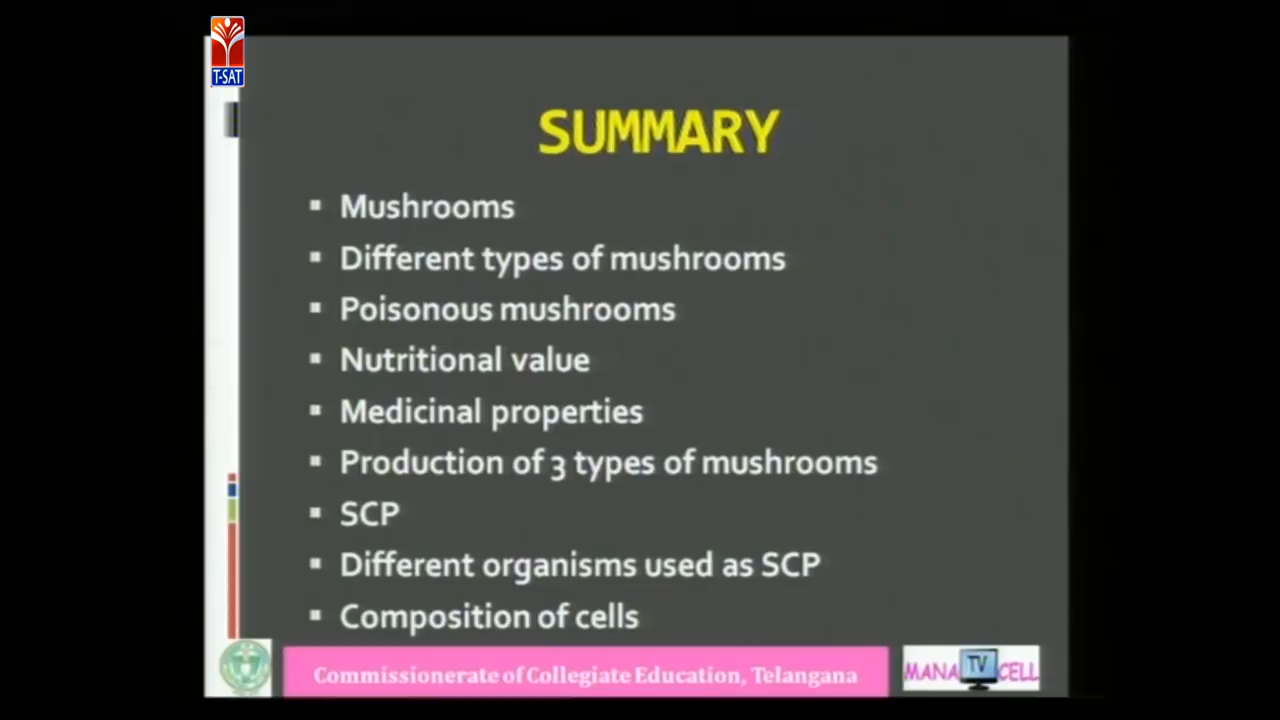 T-SAT
SUMMARY
Mushrooms
Different types of mushrooms
Poisonous mushrooms
Nutritional value
Medicinal properties
Production of 3 types of mushrooms
SCP
Different organisms used as SCP
Composition of cells
Commissionerate of Collegiate Education, Telangana
MANA TV CELL